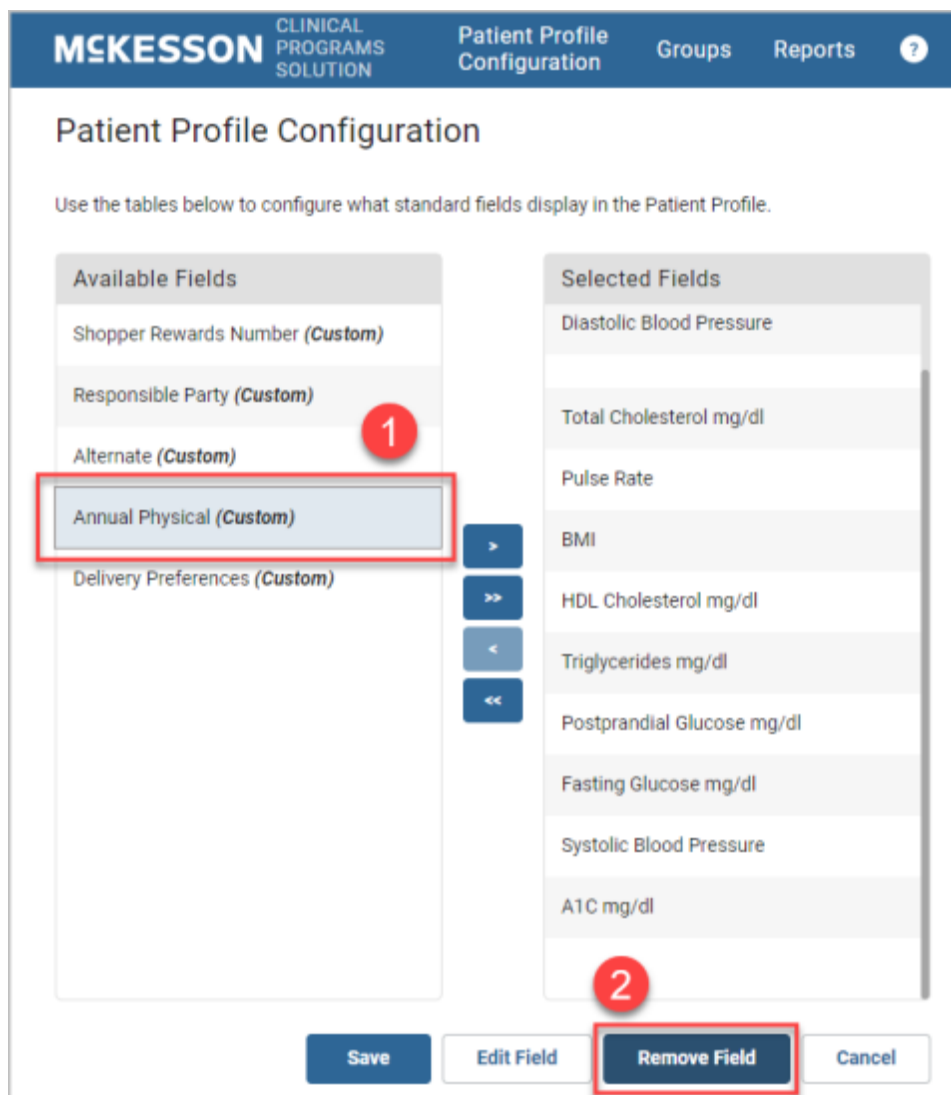 MCKESSON
CLINICAL
PROGRAMS
SOLUTION
Patient Profile
Configuration
Groups
Reports
?
Patient Profile Configuration
Use the tables below to configure what standard fields display in the Patient Profile.
Available Fields
Shopper Rewards Number (Custom)
Responsible Party (Custom)
1
Alternate (Custom)
Annual Physical (Custom)
Delivery Preferences (Custom)
>
>>
<
<<
Selected Fields
Diastolic Blood Pressure
Total Cholesterol mg/dl
Pulse Rate
BMI
HDL Cholesterol mg/dl
Triglycerides mg/dl
Postprandial Glucose mg/dl
Fasting Glucose mg/dl
Systolic Blood Pressure
A1C mg/dl
2
Save
Edit Field
Remove Field
Cancel